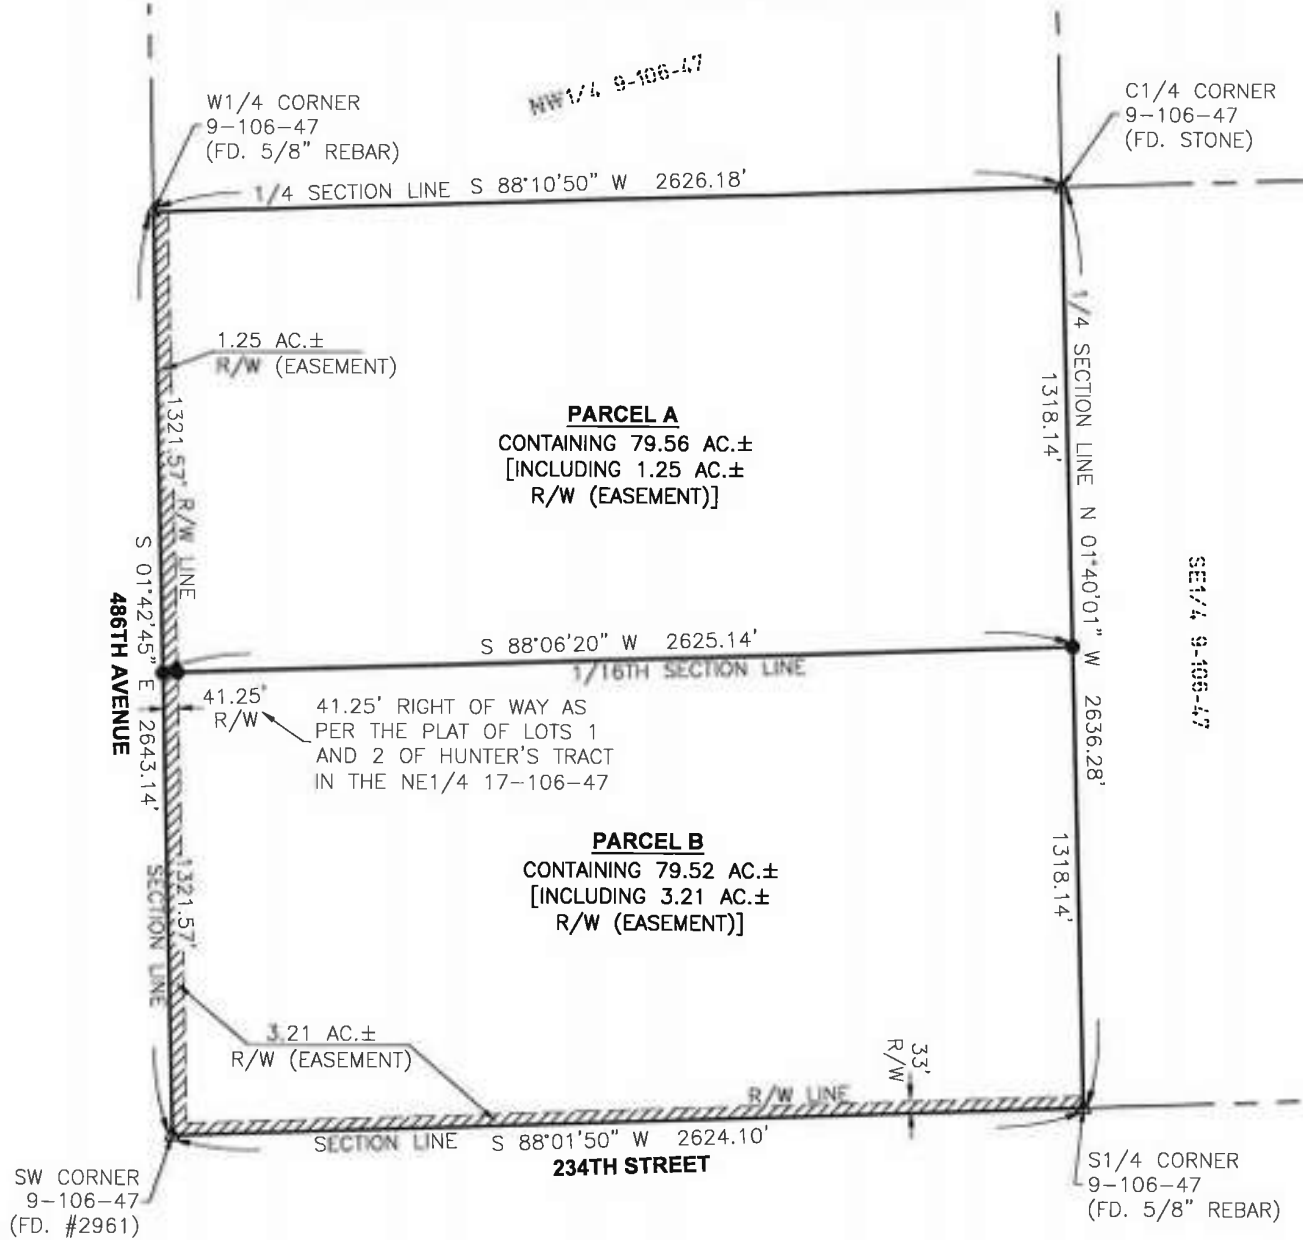 NW1/4 9-106-47
W1/4 CORNER
9-106-47
(FD. 5/8" REBAR)
C1/4 CORNER
9-106-47
(FD. STONE)
1/4 SECTION LINE S 88°10'50" W 2626.18'
1.25 AC.±
R/W (EASEMENT)
1321.57'
R/W LINE
PARCEL A
CONTAINING 79.56 AC.±
[INCLUDING 1.25 AC.±
R/W (EASEMENT)]
1318.14'
1/4 SECTION LINE N 01°40'01" W 2636.28'
SE1/4 9-106-47
S 01°42'45" E 2643.14'
486TH AVENUE
S 88°06'20" W 2625.14'
1/16TH SECTION LINE
41.25'
R/W
41.25' RIGHT OF WAY AS
PER THE PLAT OF LOTS 1
AND 2 OF HUNTER'S TRACT
IN THE NE1/4 17-106-47
PARCEL B
CONTAINING 79.52 AC.±
[INCLUDING 3.21 AC.±
R/W (EASEMENT)]
1318.14'
1321.57'
SECTION LINE
3.21 AC.±
R/W (EASEMENT)
33'
R/W
R/W LINE
SECTION LINE S 88°01'50" W 2624.10'
234TH STREET
SW CORNER
9-106-47
(FD. #2961)
S1/4 CORNER
9-106-47
(FD. 5/8" REBAR)